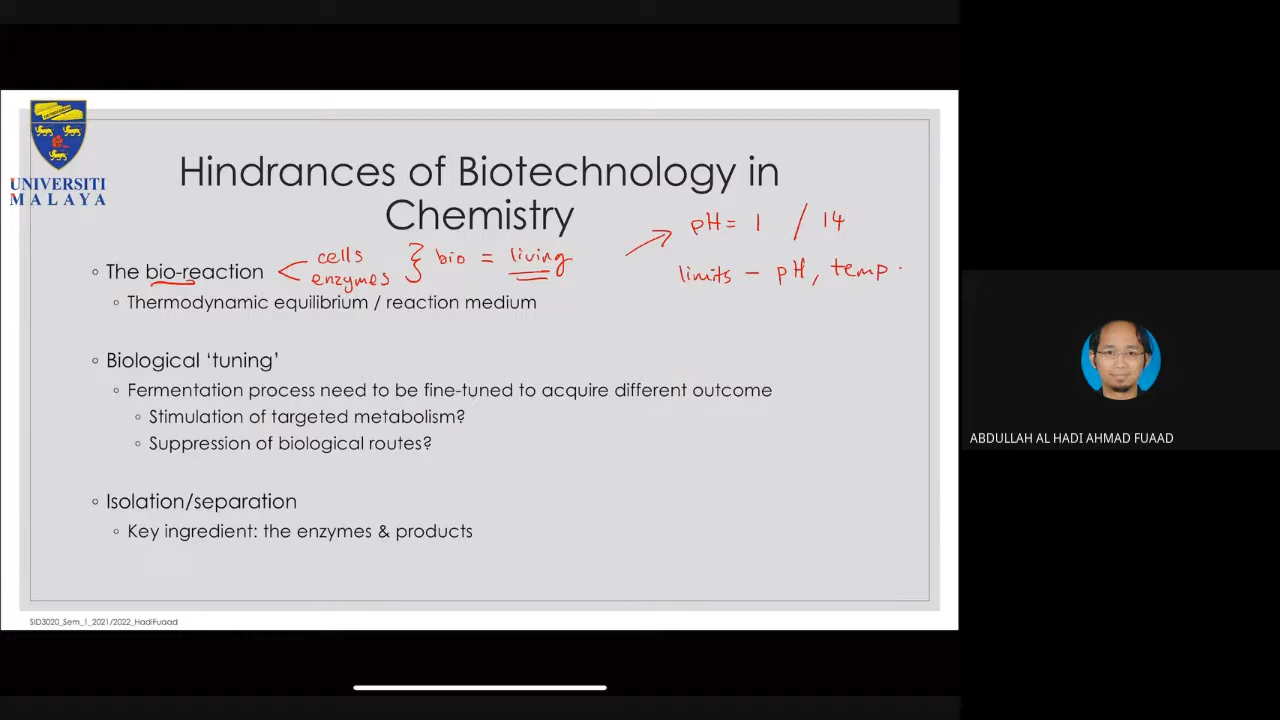 UNIVERSITI
MALAYA
Hindrances of Biotechnology in
Chemistry
pH = 1 / 14
limits - pH, temp.
◦ The bio-reaction
cells
enzymes
bio = living
◦ Thermodynamic equilibrium / reaction medium
◦ Biological ‘tuning’
◦ Fermentation process need to be fine-tuned to acquire different outcome
◦ Stimulation of targeted metabolism?
◦ Suppression of biological routes?
◦ Isolation/separation
◦ Key ingredient: the enzymes & products
SID3020_Sem_1_2021/2022_HadiFuaad
ABDULLAH AL HADI AHMAD FUAAD